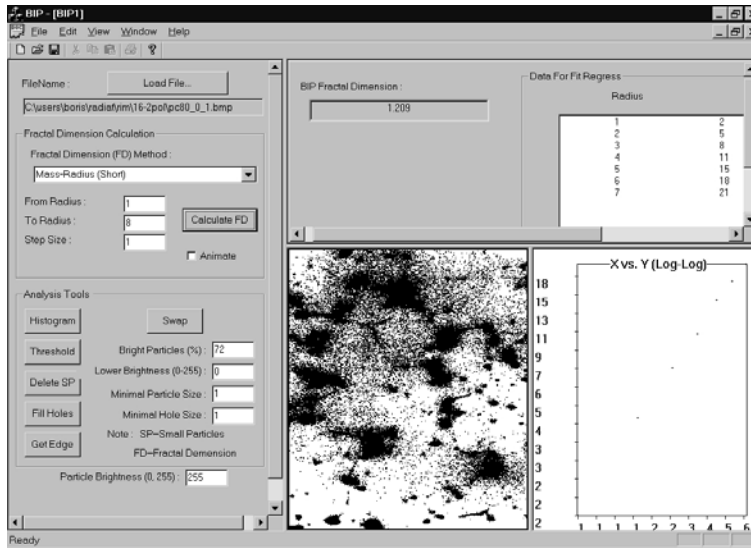 BIP - [BIP1]
File Edit View Window Help
FileName :
Load File...
C:\users\boris\radiaf\rim\16-2pol\pc80_0_1.bmp
Fractal Dimension Calculation
Fractal Dimension (FD) Method :
Mass-Radius (Short)
From Radius : 1
To Radius : 8
Step Size : 1
Calculate FD
Animate
Analysis Tools
Histogram
Swap
Threshold
Bright Particles (%) : 72
Lower Brightness (0-255) : 0
Delete SP
Minimal Particle Size : 1
Fill Holes
Minimal Hole Size : 1
Get Edge
Note : SP=Small Particles
FD=Fractal Demension
Particle Brightness (0, 255) : 255
BIP Fractal Dimension :
1.209
Data For Fit Regress
Radius
1 2
2 5
3 8
4 11
5 15
6 18
7 21
X vs. Y (Log-Log)
18
15
13
11
9
7
6
5
4
3
3
2
2
2
1 1 1 2 2 3 4 5 6
Ready